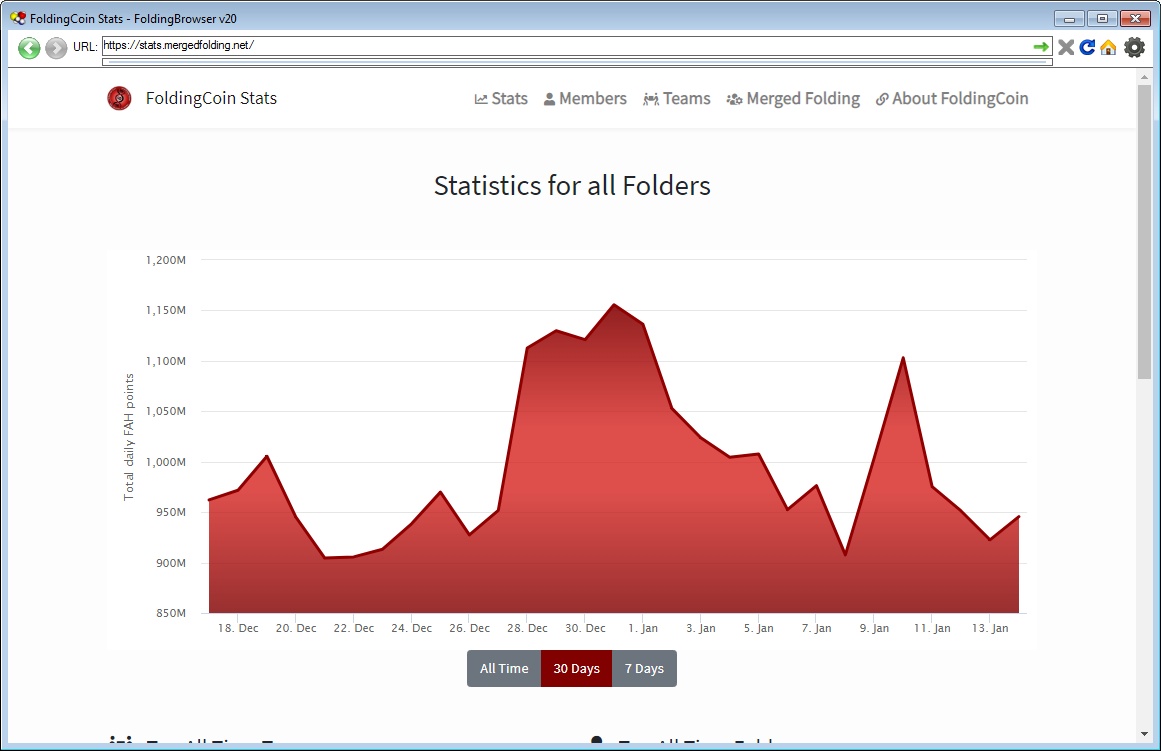 FoldingCoin Stats - FoldingBrowser v20
URL: https://stats.mergedfolding.net/
FoldingCoin Stats Stats Members Teams Merged Folding About FoldingCoin
Statistics for all Folders
Total daily FAH points
1,200M
1,150M
1,100M
1,050M
1,000M
950M
900M
850M
18. Dec 20. Dec 22. Dec 24. Dec 26. Dec 28. Dec 30. Dec 1. Jan 3. Jan 5. Jan 7. Jan 9. Jan 11. Jan 13. Jan
All Time 30 Days 7 Days